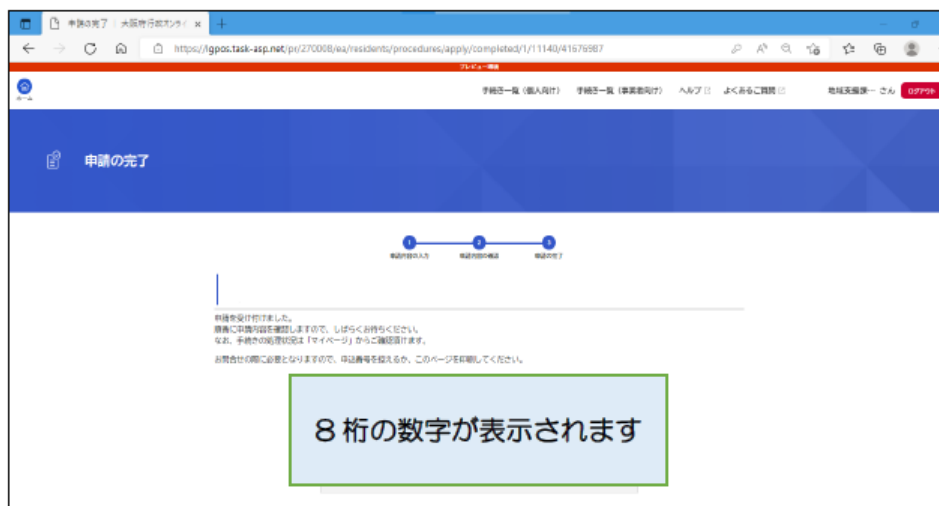 申請の完了 | 大阪府行政オンライ
https://lgpos.task-asp.net/pr/270008/ea/residents/procedures/apply/completed/1/11140/41676987
プレビュー環境
ホーム
手続き一覧（個人向け） 手続き一覧（事業者向け） ヘルプ よくあるご質問 地域支援課… さん ログアウト
申請の完了
1 2 3
申請内容の入力 申請内容の確認 申請の完了
申請を受け付けました。
順番に申請内容を確認しますので、しばらくお待ちください。
なお、手続きの処理状況は「マイページ」からご確認頂けます。
お問合せの際に必要となりますので、申込番号を控えるか、このページを印刷してください。
８桁の数字が表示されます